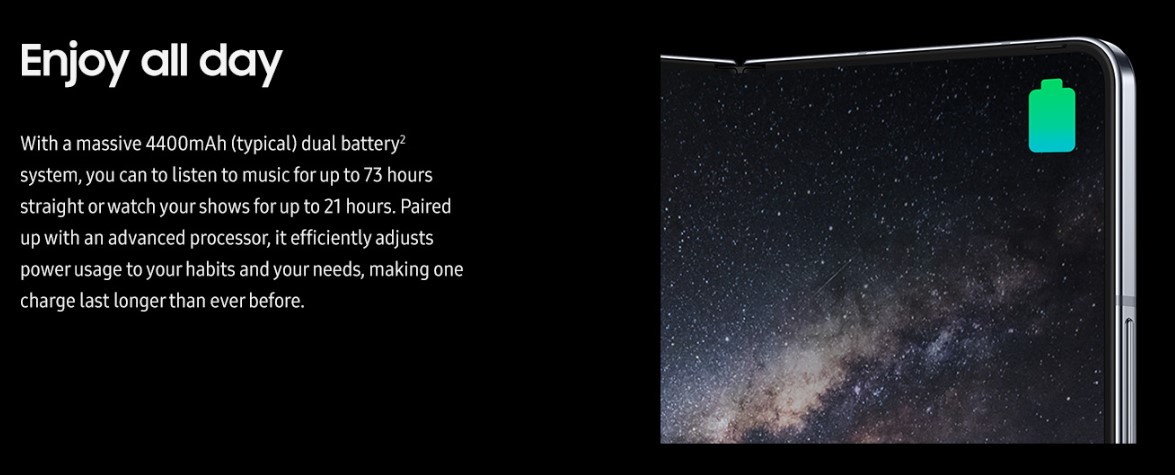 Enjoy all day
With a massive 4400mAh (typical) dual battery²
system, you can to listen to music for up to 73 hours
straight or watch your shows for up to 21 hours. Paired
up with an advanced processor, it efficiently adjusts
power usage to your habits and your needs, making one
charge last longer than ever before.